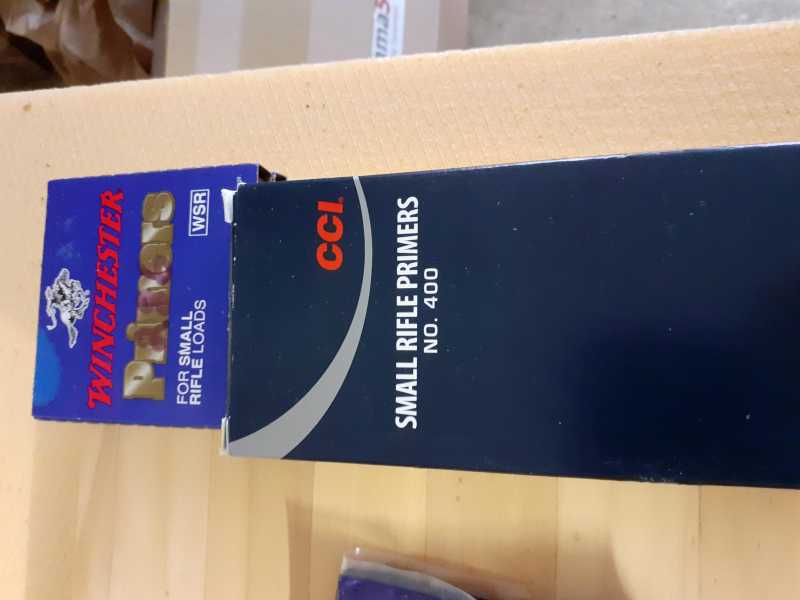 WINCHESTER
Primers
FOR SMALL
RIFLE LOADS
WSR
CCI
SMALL RIFLE PRIMERS
NO. 400